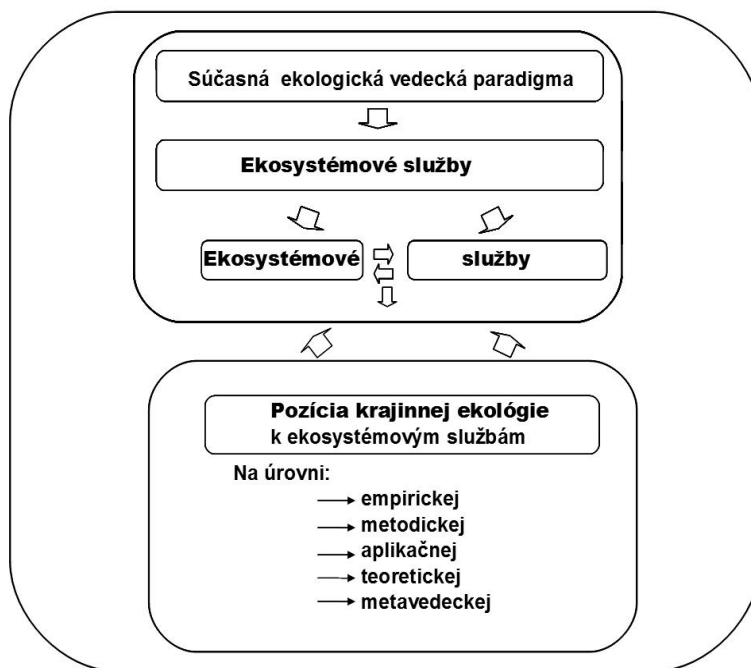 Súčasná ekologická vedecká paradigma
Ekosystémové služby
Ekosystémové
služby
Pozícia krajinnej ekológie
k ekosystémovým službám
Na úrovni:
empirickej
metodickej
aplikačnej
teoretickej
metavedeckej